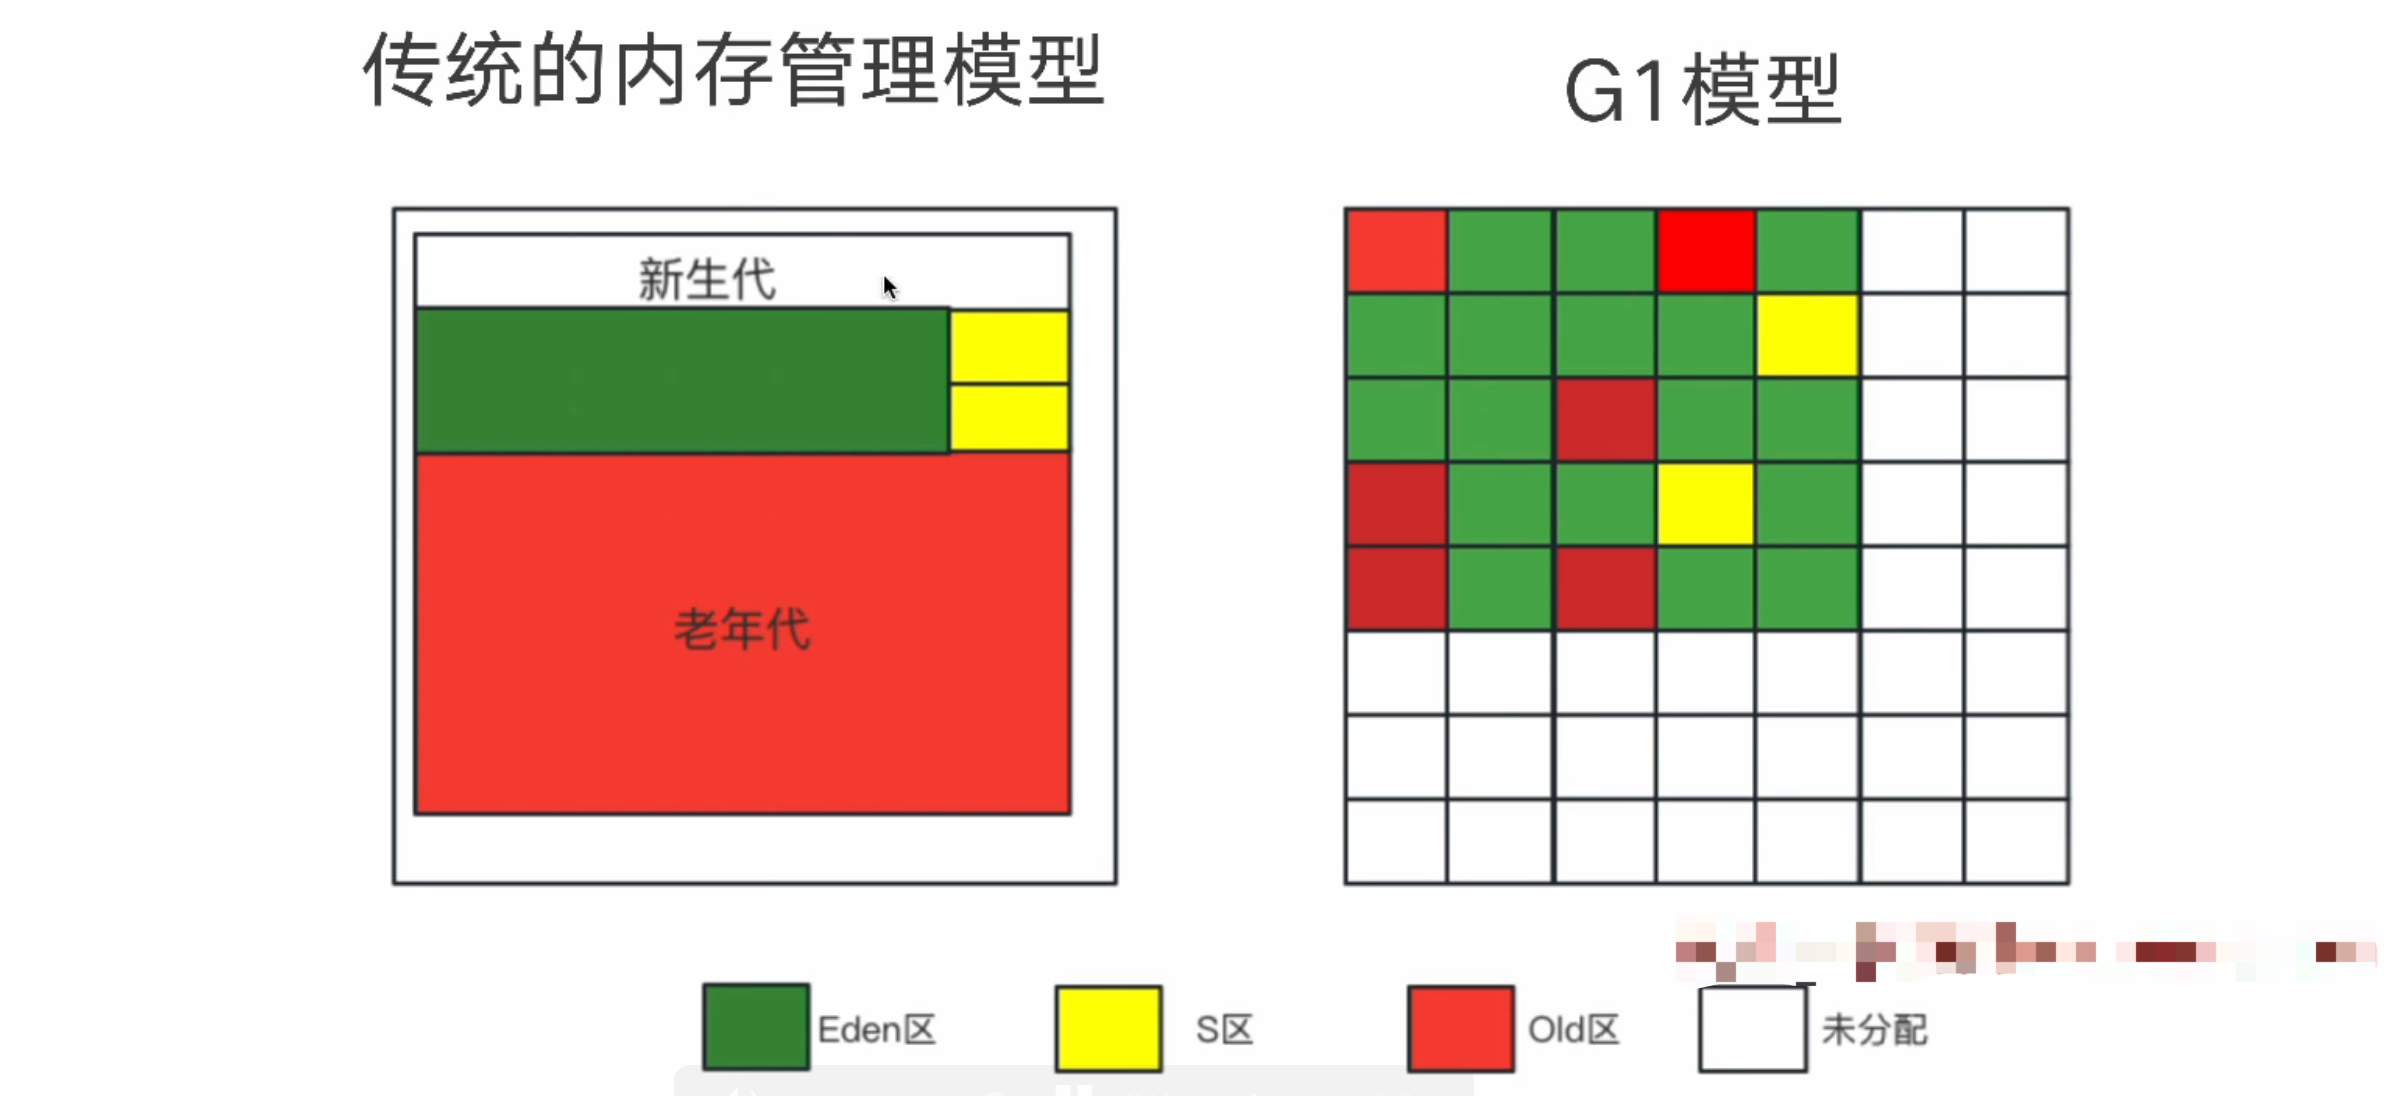 传统的内存管理模型
G1模型
新生代
老年代
Eden区
S区
Old区
未分配